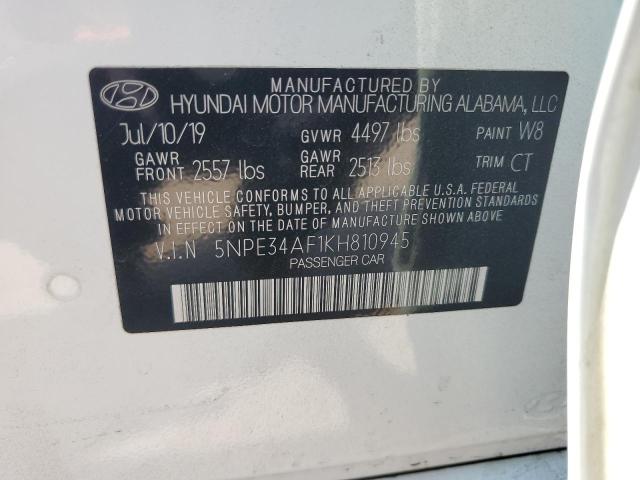 MANUFACTURED BY
HYUNDAI MOTOR MANUFACTURING ALABAMA, LLC
Jul/10/19 GVWR 4497 lbs PAINT W8
GAWR FRONT 2557 lbs GAWR REAR 2513 lbs TRIM CT
THIS VEHICLE CONFORMS TO ALL APPLICABLE U.S.A. FEDERAL
MOTOR VEHICLE SAFETY, BUMPER, AND THEFT PREVENTION STANDARDS
IN EFFECT ON THE DATE OF MANUFACTURE SHOWN ABOVE.
V.I.N 5NPE34AF1KH810945
PASSENGER CAR